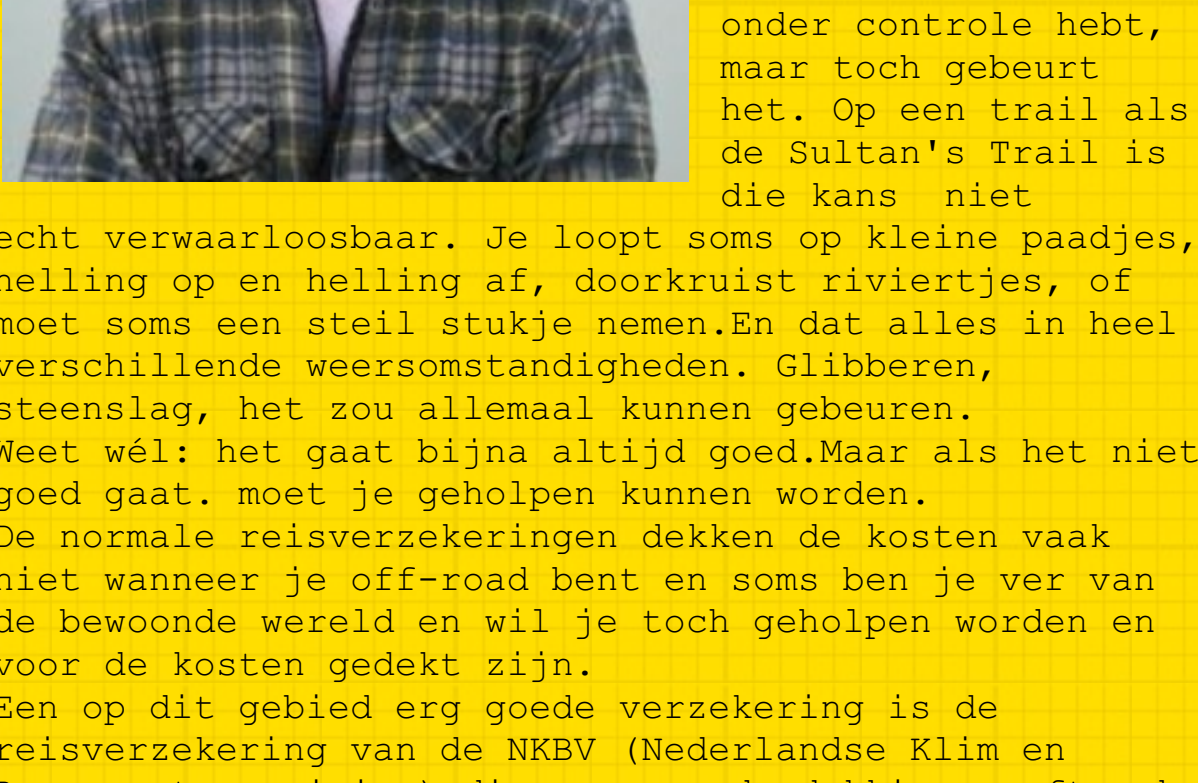 onder controle hebt,
maar toch gebeurt
het. Op een trail als
de Sultan's Trail is
die kans  niet
echt verwaarloosbaar. Je loopt soms op kleine paadjes,
helling op en helling af, doorkruist riviertjes, of
moet soms een steil stukje nemen.En dat alles in heel
verschillende weersomstandigheden. Glibberen,
steenslag, het zou allemaal kunnen gebeuren.
Weet wél: het gaat bijna altijd goed.Maar als het niet
goed gaat. moet je geholpen kunnen worden.
De normale reisverzekeringen dekken de kosten vaak
niet wanneer je off-road bent en soms ben je ver van
de bewoonde wereld en wil je toch geholpen worden en
voor de kosten gedekt zijn.
Een op dit gebied erg goede verzekering is de
reisverzekering van de NKBV (Nederlandse Klim en